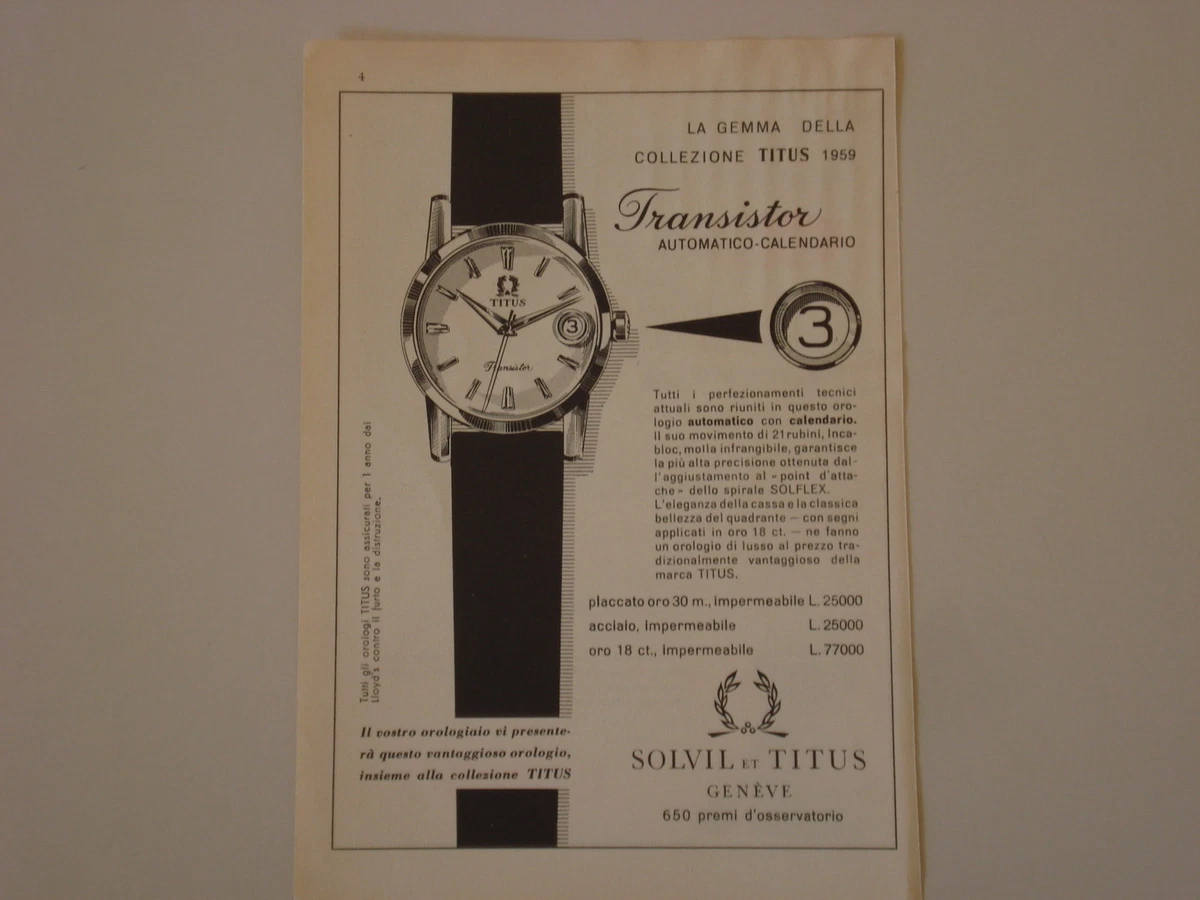 4
LA GEMMA DELLA
COLLEZIONE TITUS 1959
Transistor
AUTOMATICO-CALENDARIO
TITUS
3
Transistor
3
Tutti i perfezionamenti tecnici
attuali sono riuniti in questo oro-
logio automatico con calendario.
Il suo movimento di 21 rubini, Inca-
bloc, molla infrangibile, garantisce
la più alta precisione ottenuta dal-
l'aggiustamento al «point d'atta-
che» dello spirale SOLFLEX.
L'eleganza della cassa e la classica
bellezza del quadrante — con segni
applicati in oro 18 ct. — ne fanno
un orologio di lusso al prezzo tra-
dizionalmente vantaggioso della
marca TITUS.
placcato oro 30 m., impermeabile L. 25000
acciaio, impermeabile L. 25000
oro 18 ct., impermeabile L. 77000
Tutti gli orologi TITUS sono assicurati per 1 anno dai
Lloyd's contro il furto e la distruzione.
Il vostro orologiaio vi presente-
rà questo vantaggioso orologio,
insieme alla collezione TITUS
SOLVIL ET TITUS
GENÈVE
650 premi d'osservatorio